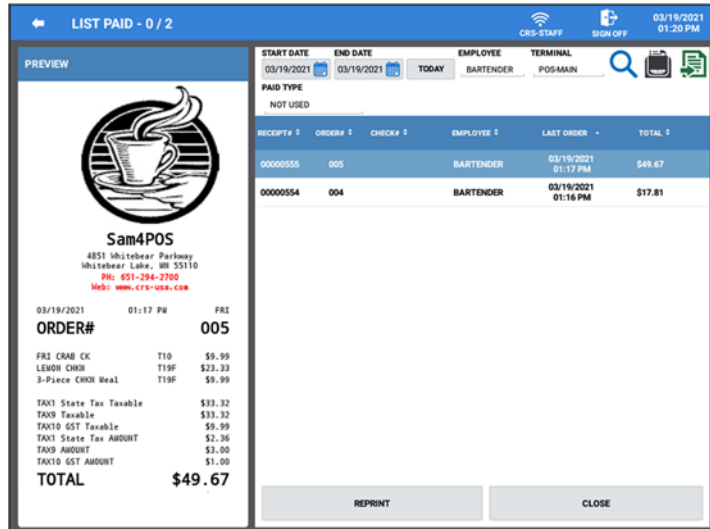 LIST PAID - 0 / 2
CRS-STAFF
SIGN OFF
03/19/2021
01:20 PM
PREVIEW
Sam4POS
4851 Whitebear Parkway
Whitebear Lake, WN 55110
PH: 651-294-2700
Web: www.crs-usa.com
03/19/2021 01:17 PM FRI
ORDER# 005
FRI CRAB CK T10 $9.99
LEMON CHKN T19F $23.33
3-Piece CHKN Meal T19F $9.99
TAX1 State Tax Taxable $33.32
TAX9 Taxable $33.32
TAX10 GST Taxable $9.99
TAX1 State Tax AMOUNT $2.36
TAX9 AMOUNT $3.00
TAX10 GST AMOUNT $1.00
TOTAL $49.67
START DATE END DATE EMPLOYEE TERMINAL
03/19/2021 03/19/2021 TODAY BARTENDER POS-MAIN
PAID TYPE
NOT USED
RECEIPT# ORDER# CHECK# EMPLOYEE LAST ORDER TOTAL
00000555 005 BARTENDER 03/19/2021 01:17 PM $49.67
00000554 004 BARTENDER 03/19/2021 01:16 PM $17.81
REPRINT CLOSE